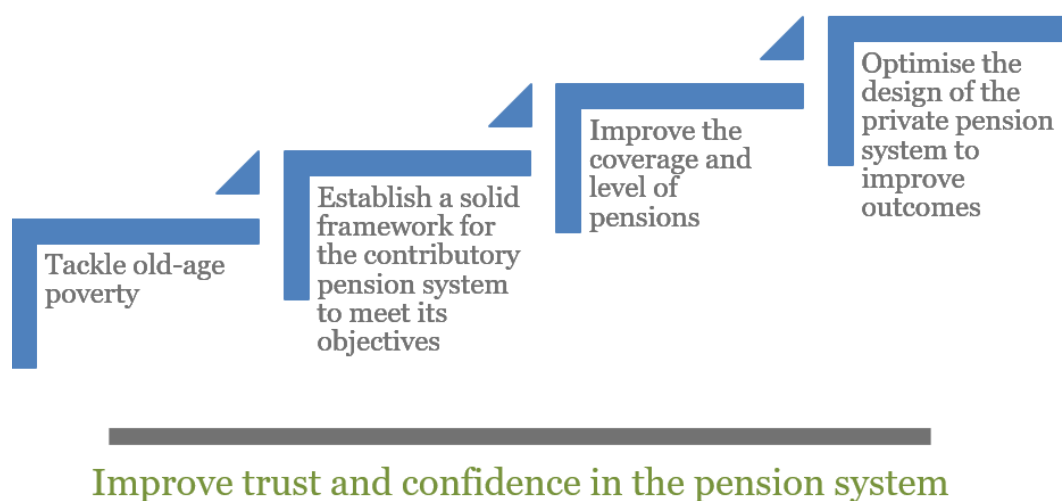 Tackle old-age
poverty
Establish a solid
framework for
the contributory
pension system
to meet its
objectives
Improve the
coverage and
level of
pensions
Optimise the
design of the
private pension
system to
improve
outcomes
Improve trust and confidence in the pension system